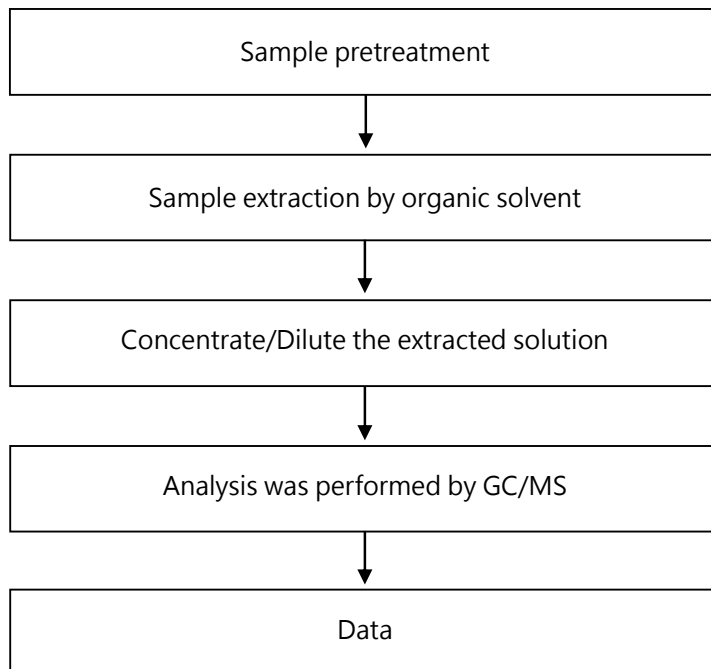 Sample pretreatment
Sample extraction by organic solvent
Concentrate/Dilute the extracted solution
Analysis was performed by GC/MS
Data